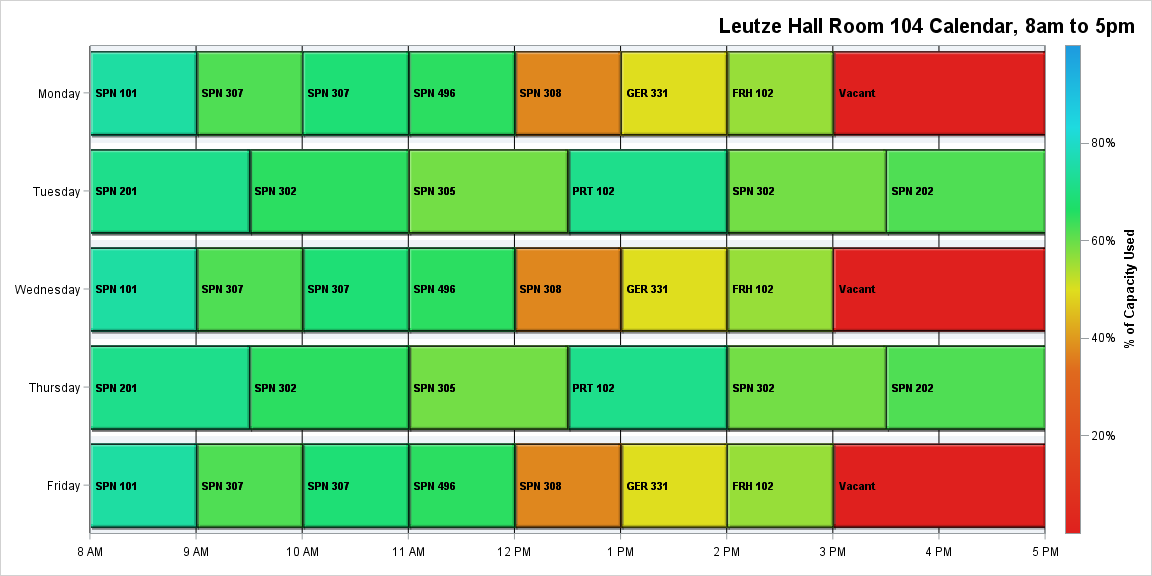 Leutze Hall Room 104 Calendar, 8am to 5pm
Monday SPN 101 SPN 307 SPN 307 SPN 496 SPN 308 GER 331 FRH 102 Vacant
Tuesday SPN 201 SPN 302 SPN 305 PRT 102 SPN 302 SPN 202
Wednesday SPN 101 SPN 307 SPN 307 SPN 496 SPN 308 GER 331 FRH 102 Vacant
Thursday SPN 201 SPN 302 SPN 305 PRT 102 SPN 302 SPN 202
Friday SPN 101 SPN 307 SPN 307 SPN 496 SPN 308 GER 331 FRH 102 Vacant
8 AM 9 AM 10 AM 11 AM 12 PM 1 PM 2 PM 3 PM 4 PM 5 PM
80%
60%
40%
20%
% of Capacity Used